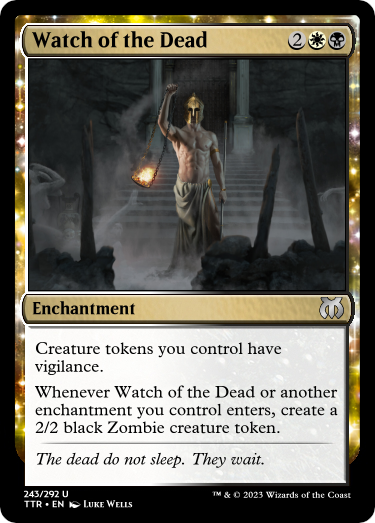 Watch of the Dead 2
Enchantment
Creature tokens you control have
vigilance.
Whenever Watch of the Dead or another
enchantment you control enters, create a
2/2 black Zombie creature token.
The dead do not sleep. They wait.
243/292 U
TTR • EN Luke Wells
™ & © 2023 Wizards of the Coast